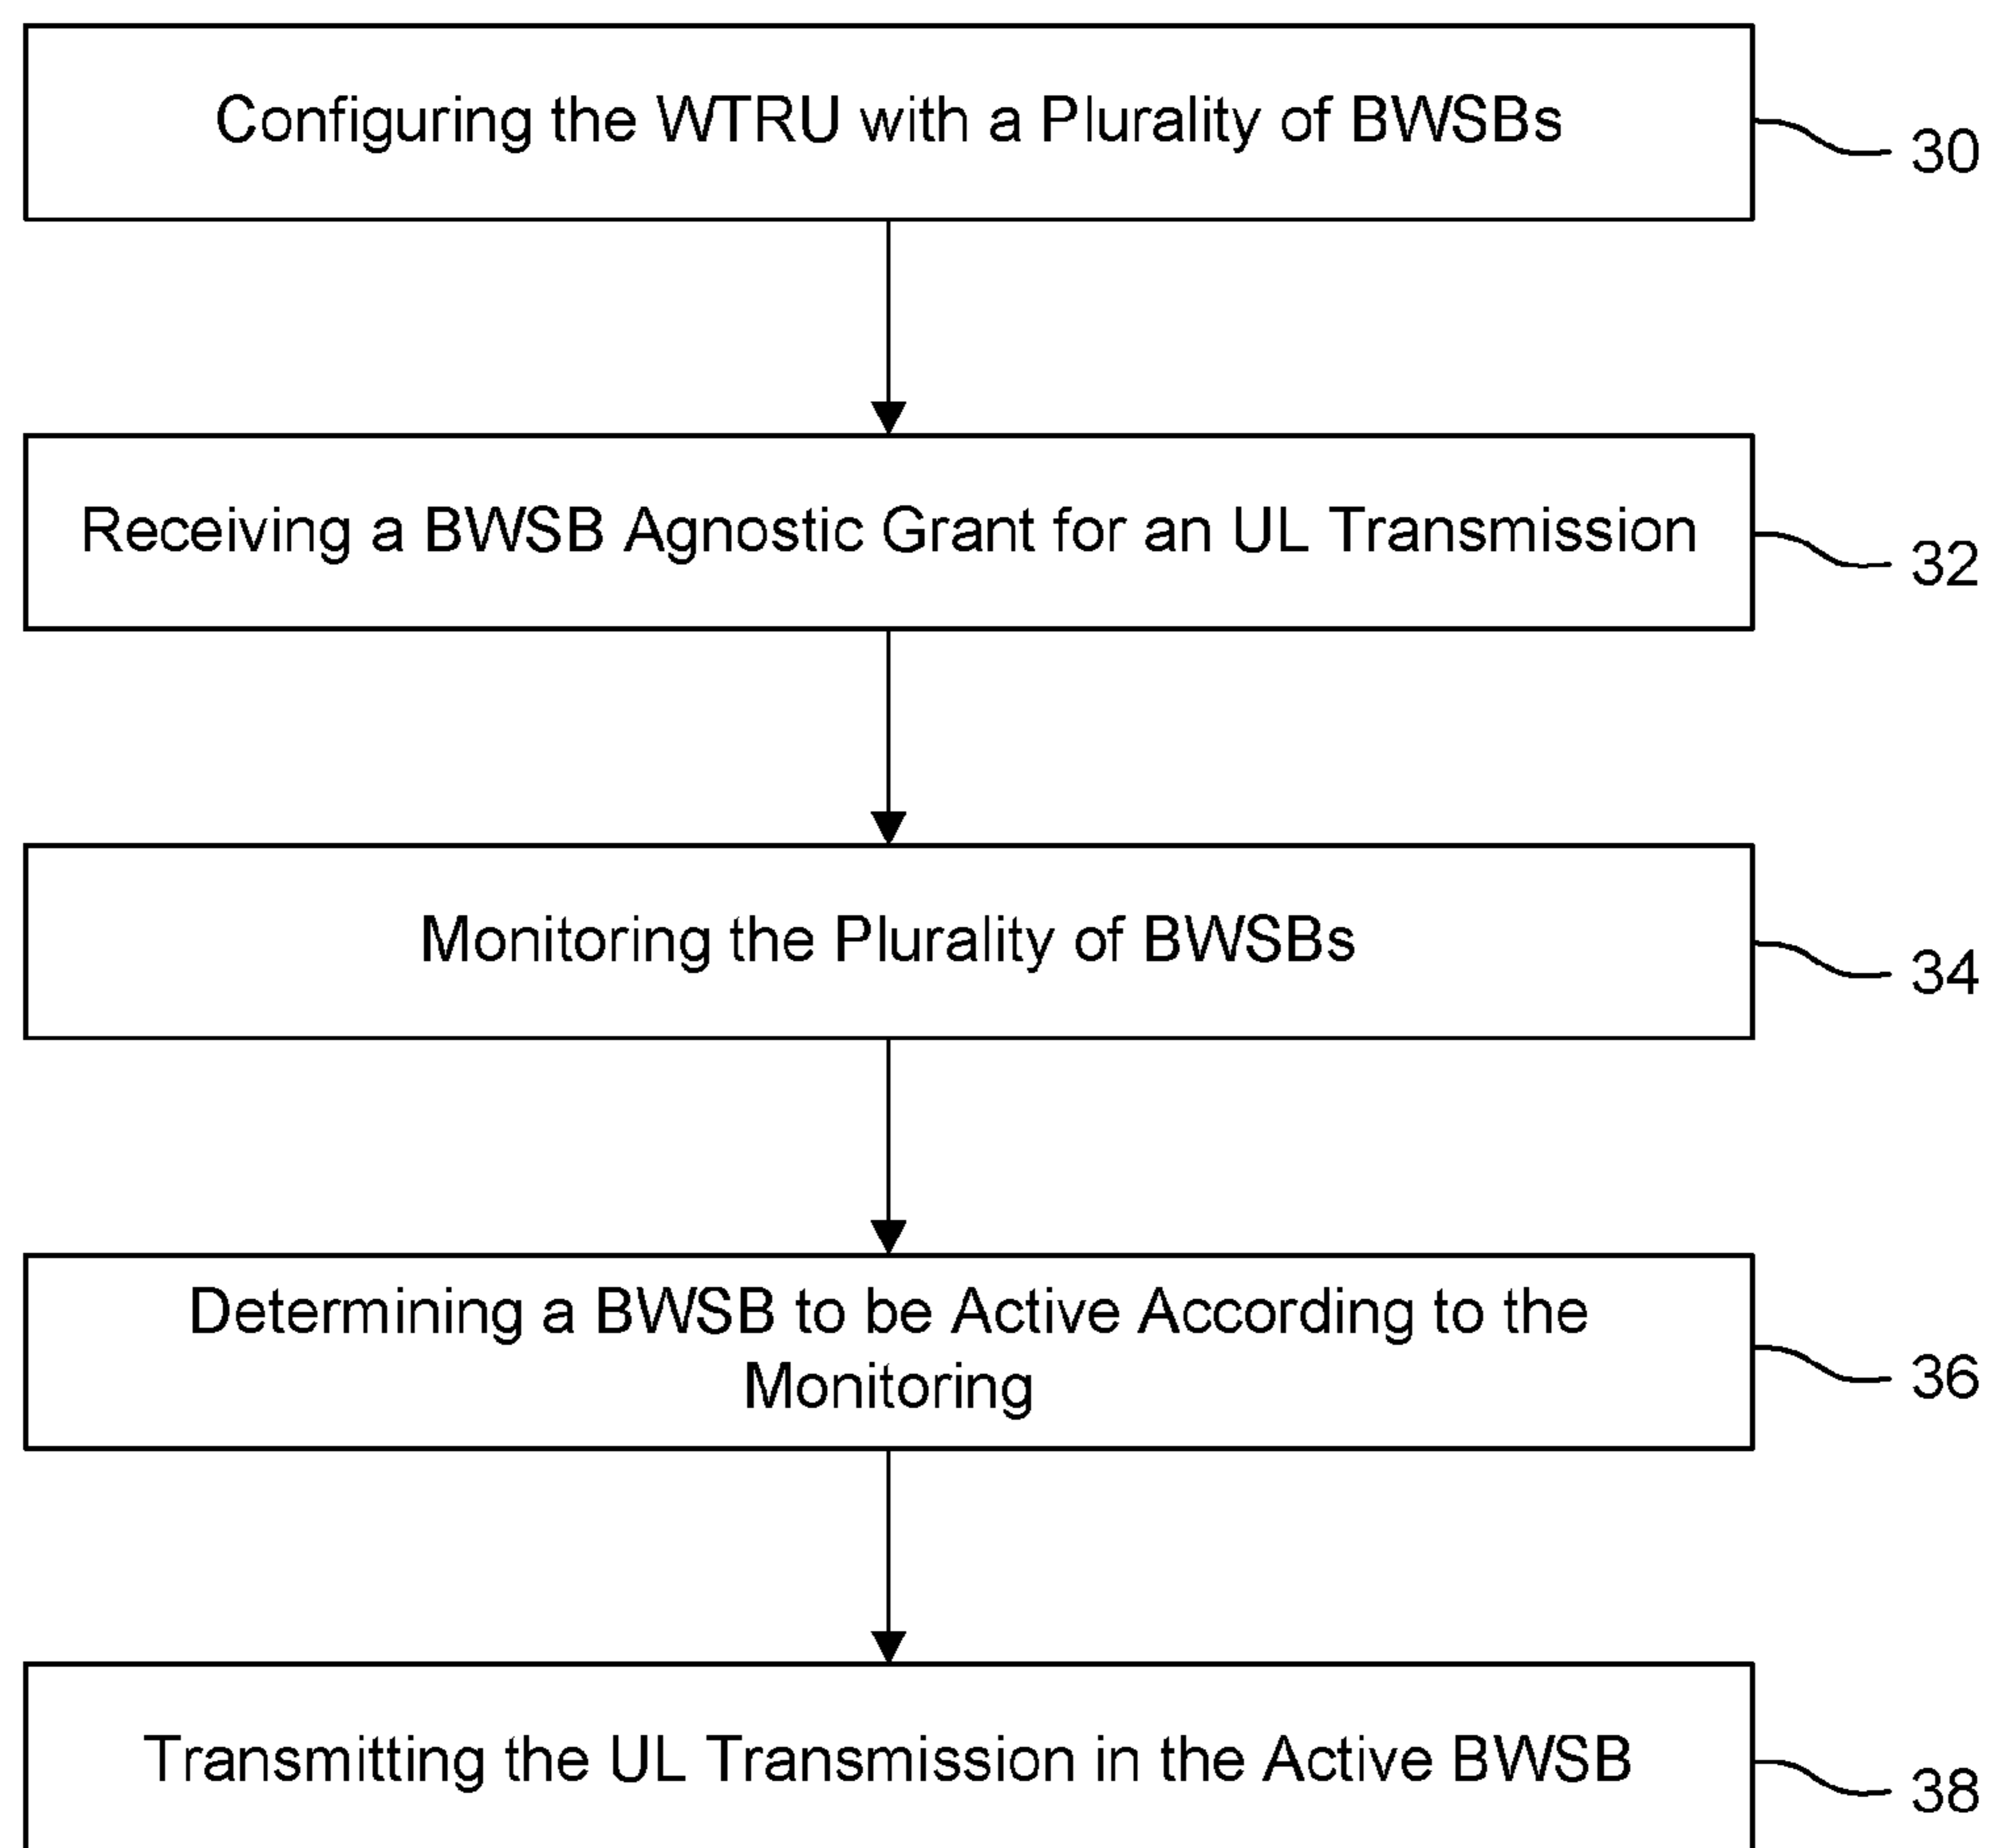 Configuring the WTRU with a Plurality of BWSBs
30
Receiving a BWSB Agnostic Grant for an UL Transmission
32
Monitoring the Plurality of BWSBs
34
Determining a BWSB to be Active According to the
Monitoring
36
Transmitting the UL Transmission in the Active BWSB
38